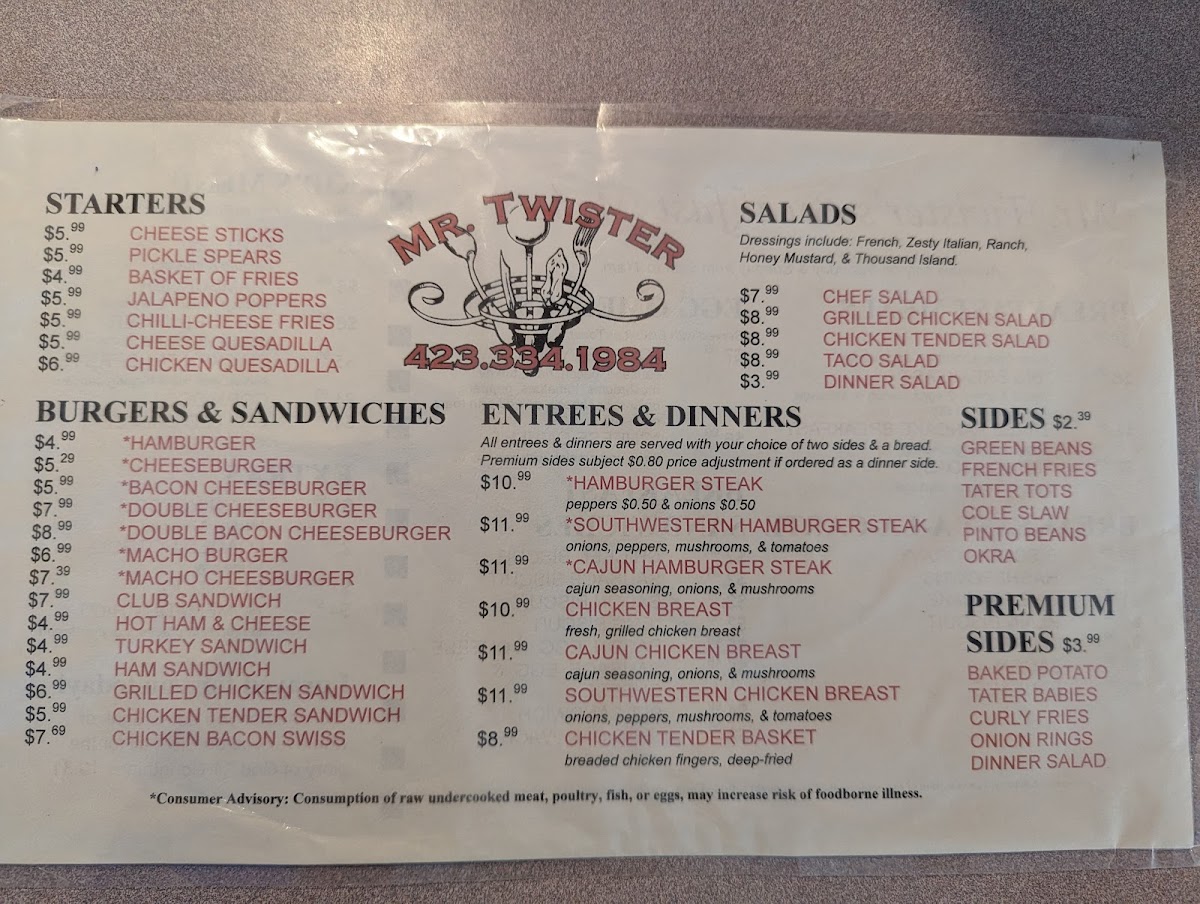 STARTERS
$5.99 CHEESE STICKS
$5.99 PICKLE SPEARS
$4.99 BASKET OF FRIES
$5.99 JALAPENO POPPERS
$5.99 CHILLI-CHEESE FRIES
$5.99 CHEESE QUESADILLA
$6.99 CHICKEN QUESADILLA
MR. TWISTER
423.334.1984
SALADS
Dressings include: French, Zesty Italian, Ranch,
Honey Mustard, & Thousand Island.
$7.99 CHEF SALAD
$8.99 GRILLED CHICKEN SALAD
$8.99 CHICKEN TENDER SALAD
$8.99 TACO SALAD
$3.99 DINNER SALAD
BURGERS & SANDWICHES
$4.99 *HAMBURGER
$5.29 *CHEESEBURGER
$5.99 *BACON CHEESEBURGER
$7.99 *DOUBLE CHEESEBURGER
$8.99 *DOUBLE BACON CHEESEBURGER
$6.99 *MACHO BURGER
$7.39 *MACHO CHEESBURGER
$7.99 CLUB SANDWICH
$4.99 HOT HAM & CHEESE
$4.99 TURKEY SANDWICH
$4.99 HAM SANDWICH
$6.99 GRILLED CHICKEN SANDWICH
$5.99 CHICKEN TENDER SANDWICH
$7.69 CHICKEN BACON SWISS
ENTREES & DINNERS
All entrees & dinners are served with your choice of two sides & a bread.
Premium sides subject $0.80 price adjustment if ordered as a dinner side.
$10.99 *HAMBURGER STEAK
peppers $0.50 & onions $0.50
$11.99 *SOUTHWESTERN HAMBURGER STEAK
onions, peppers, mushrooms, & tomatoes
$11.99 *CAJUN HAMBURGER STEAK
cajun seasoning, onions, & mushrooms
$10.99 CHICKEN BREAST
fresh, grilled chicken breast
$11.99 CAJUN CHICKEN BREAST
cajun seasoning, onions, & mushrooms
$11.99 SOUTHWESTERN CHICKEN BREAST
onions, peppers, mushrooms, & tomatoes
$8.99 CHICKEN TENDER BASKET
breaded chicken fingers, deep-fried
SIDES $2.39
GREEN BEANS
FRENCH FRIES
TATER TOTS
COLE SLAW
PINTO BEANS
OKRA
PREMIUM
SIDES $3.99
BAKED POTATO
TATER BABIES
CURLY FRIES
ONION RINGS
DINNER SALAD
*Consumer Advisory: Consumption of raw undercooked meat, poultry, fish, or eggs, may increase risk of foodborne illness.